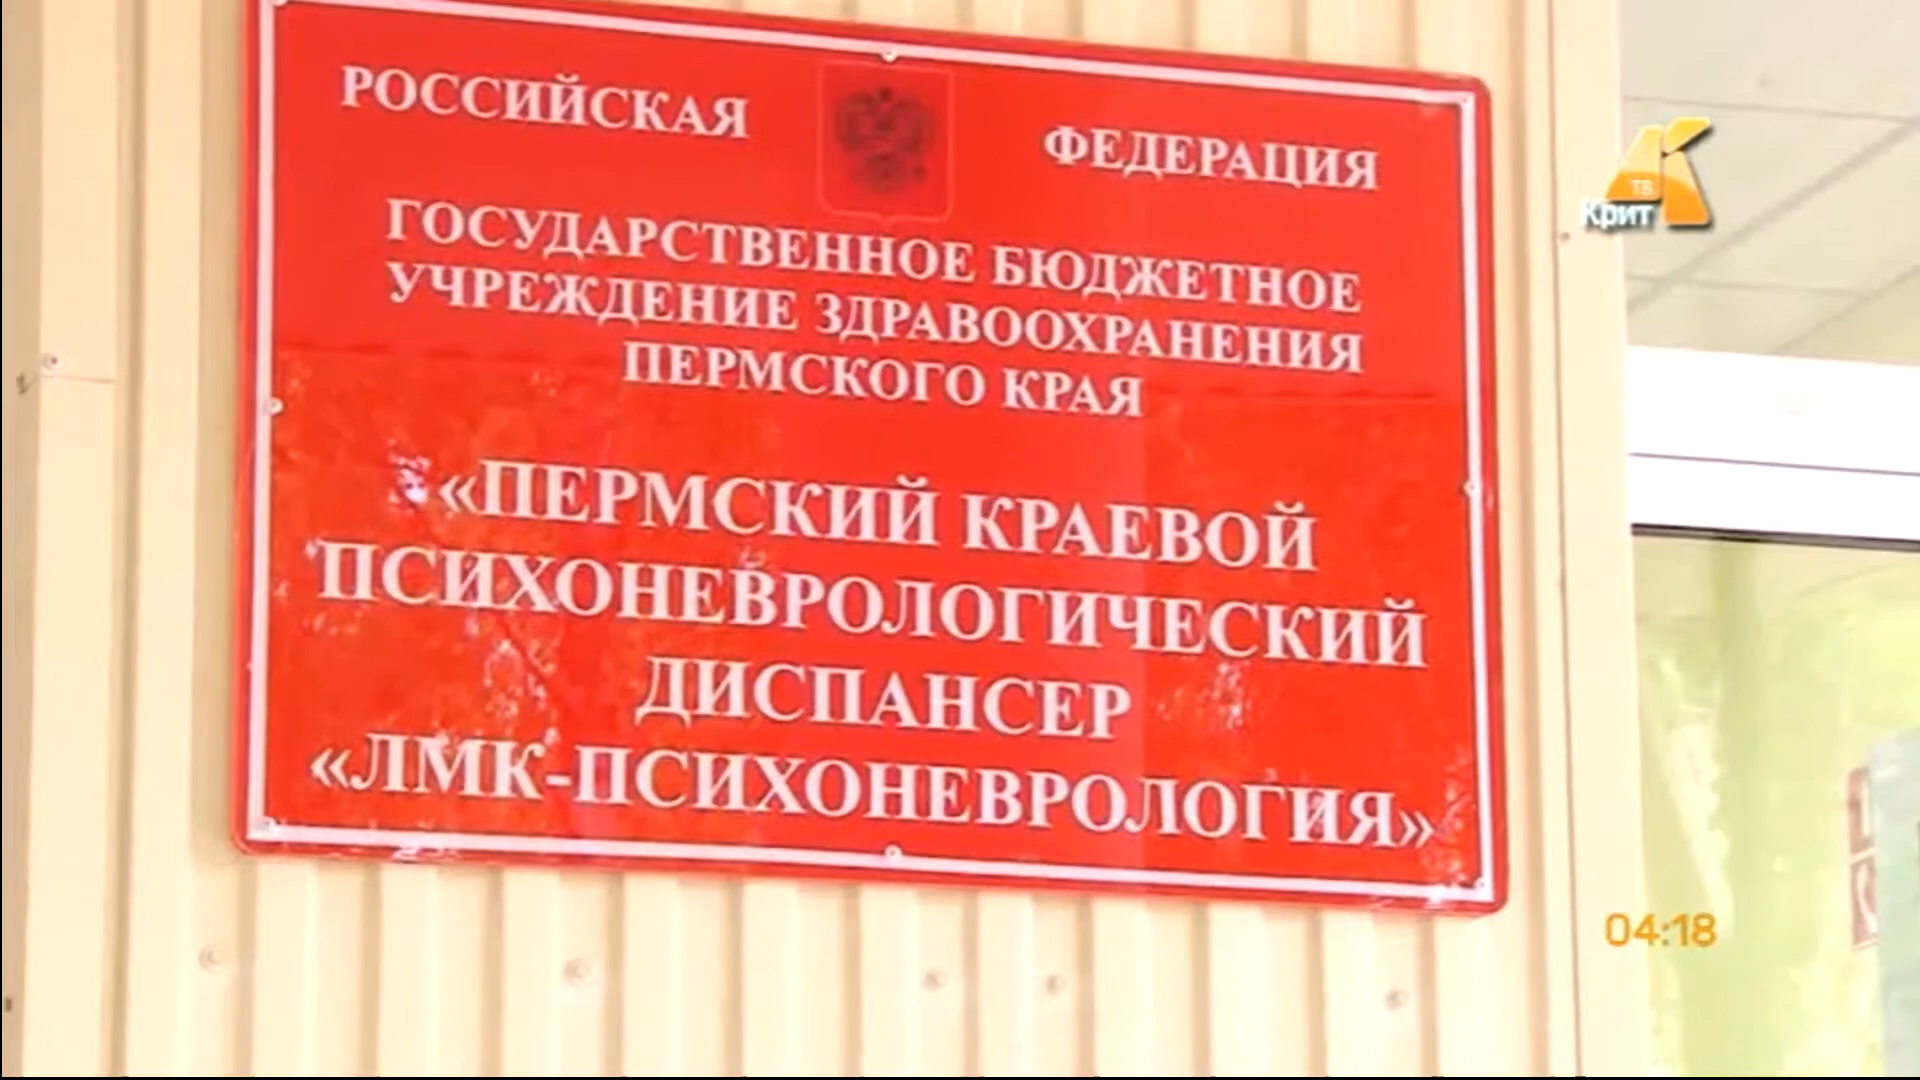 РОССИЙСКАЯ ФЕДЕРАЦИЯ
ГОСУДАРСТВЕННОЕ БЮДЖЕТНОЕ
УЧРЕЖДЕНИЕ ЗДРАВООХРАНЕНИЯ
ПЕРМСКОГО КРАЯ
«ПЕРМСКИЙ КРАЕВОЙ
ПСИХОНЕВРОЛОГИЧЕСКИЙ
ДИСПАНСЕР
«ЛМК-ПСИХОНЕВРОЛОГИЯ»
ТВ
Крит
04:18